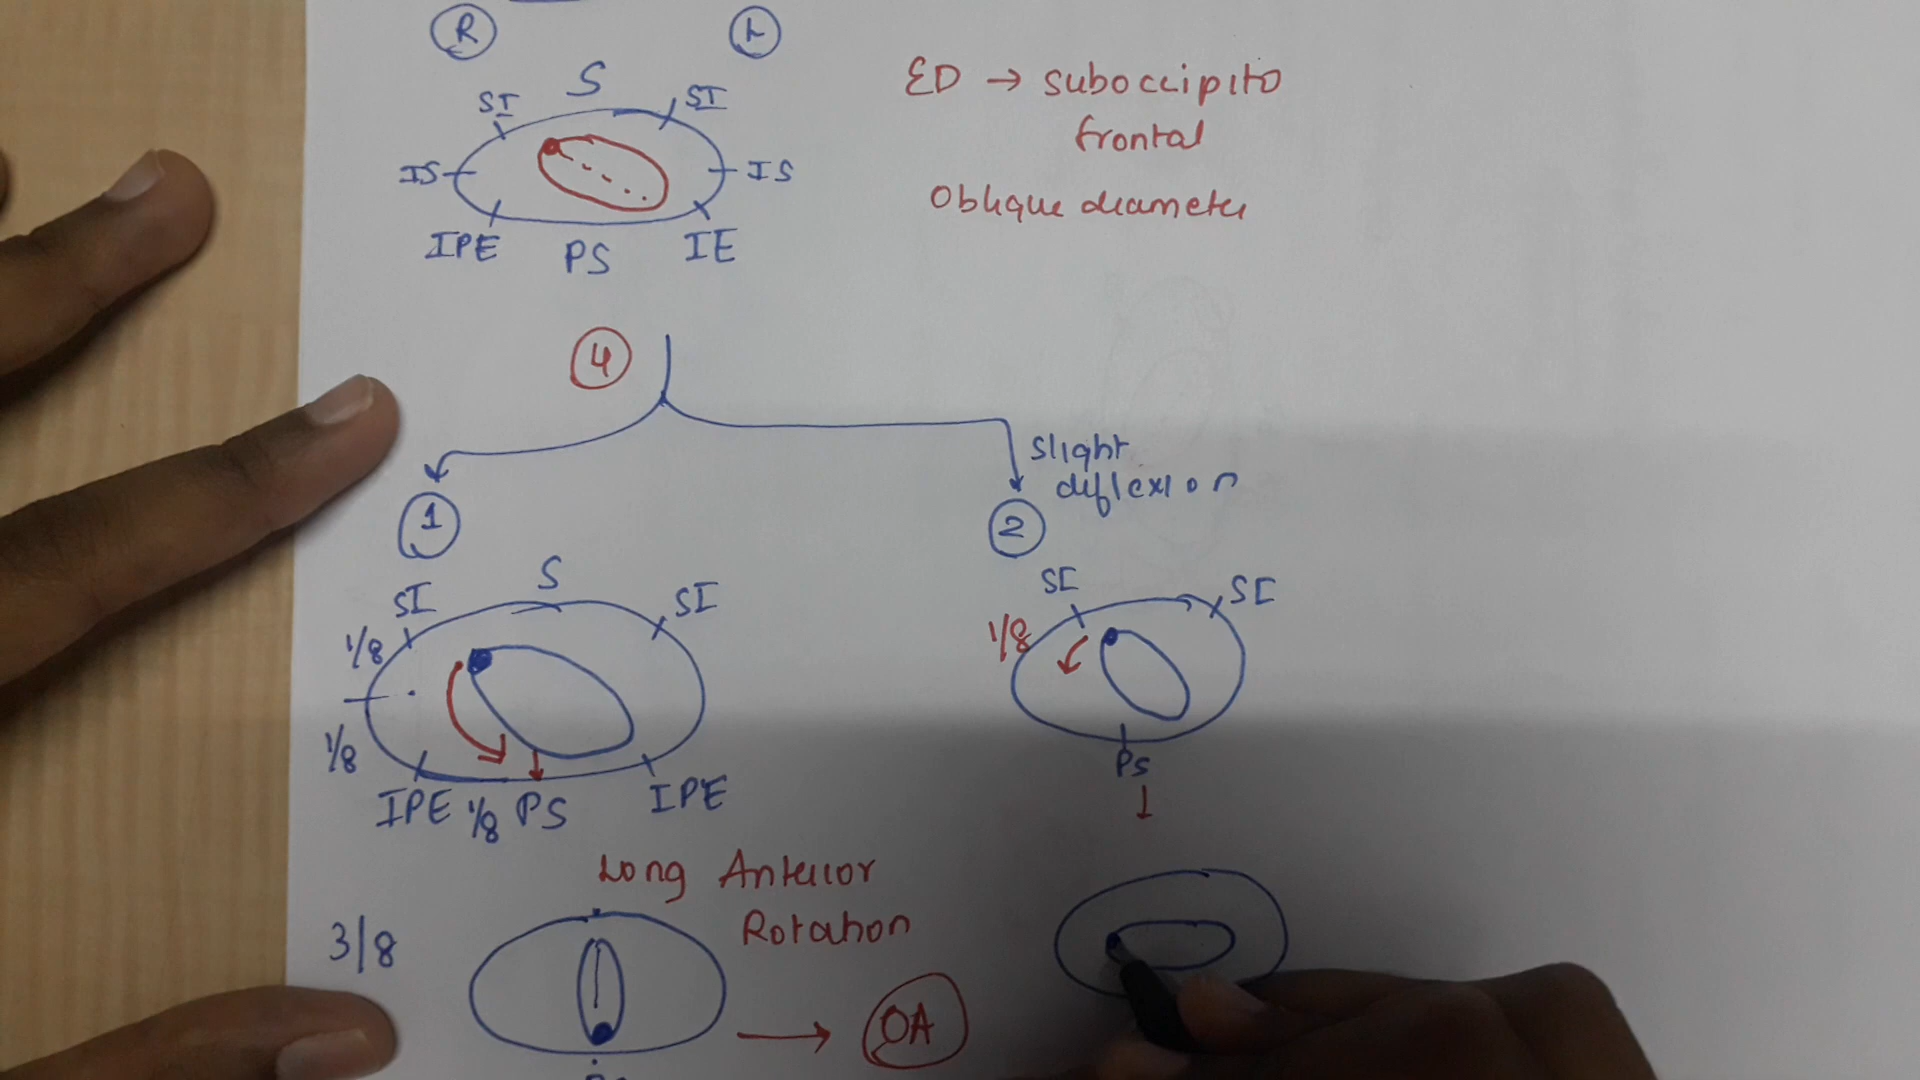 R L
S
SI SI
IS IS
IPE PS IE
ED → suboccipito
frontal
Oblique diameter
4
Slight
deflexion
1
2
S
SI SI
1/8
1/8
IPE 1/8 PS IPE
SI SI
1/8
PS
Long Anterior
Rotation
3/8
→ OA